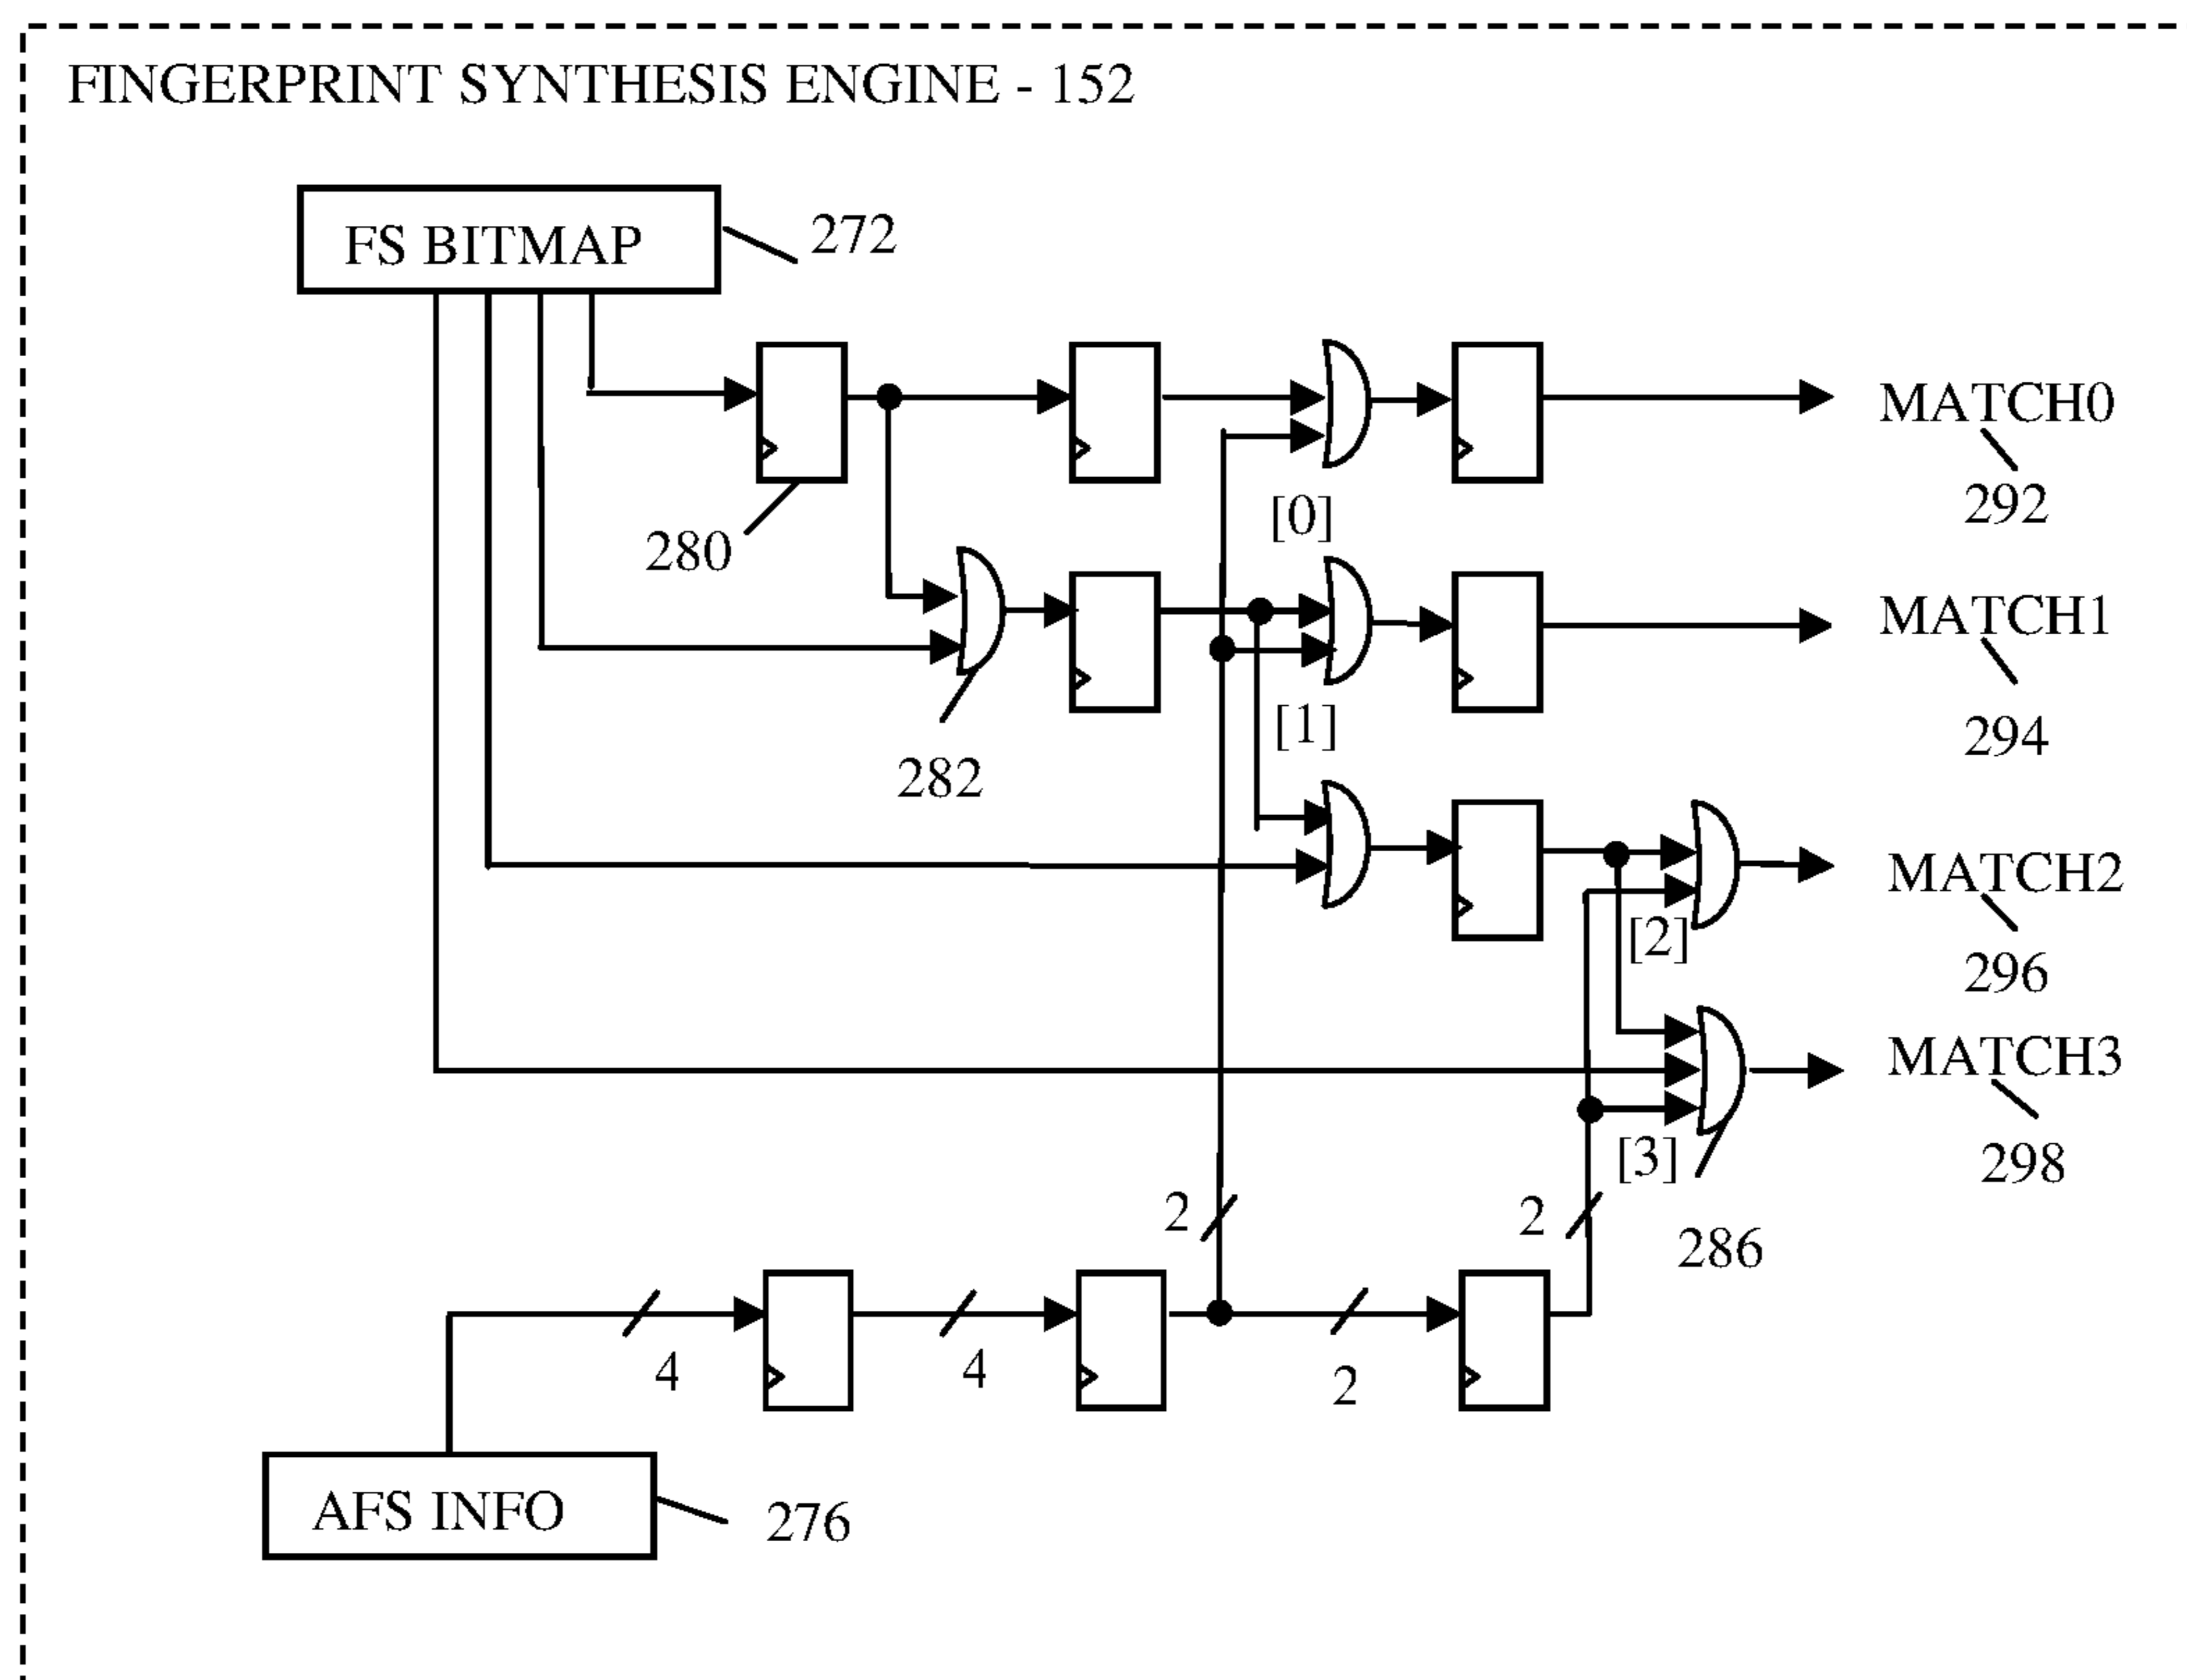 FINGERPRINT SYNTHESIS ENGINE - 152
FS BITMAP
272
MATCH0
292
[0]
280
MATCH1
294
[1]
282
MATCH2
296
[2]
MATCH3
298
[3]
286
2
2
4
4
2
AFS INFO
276